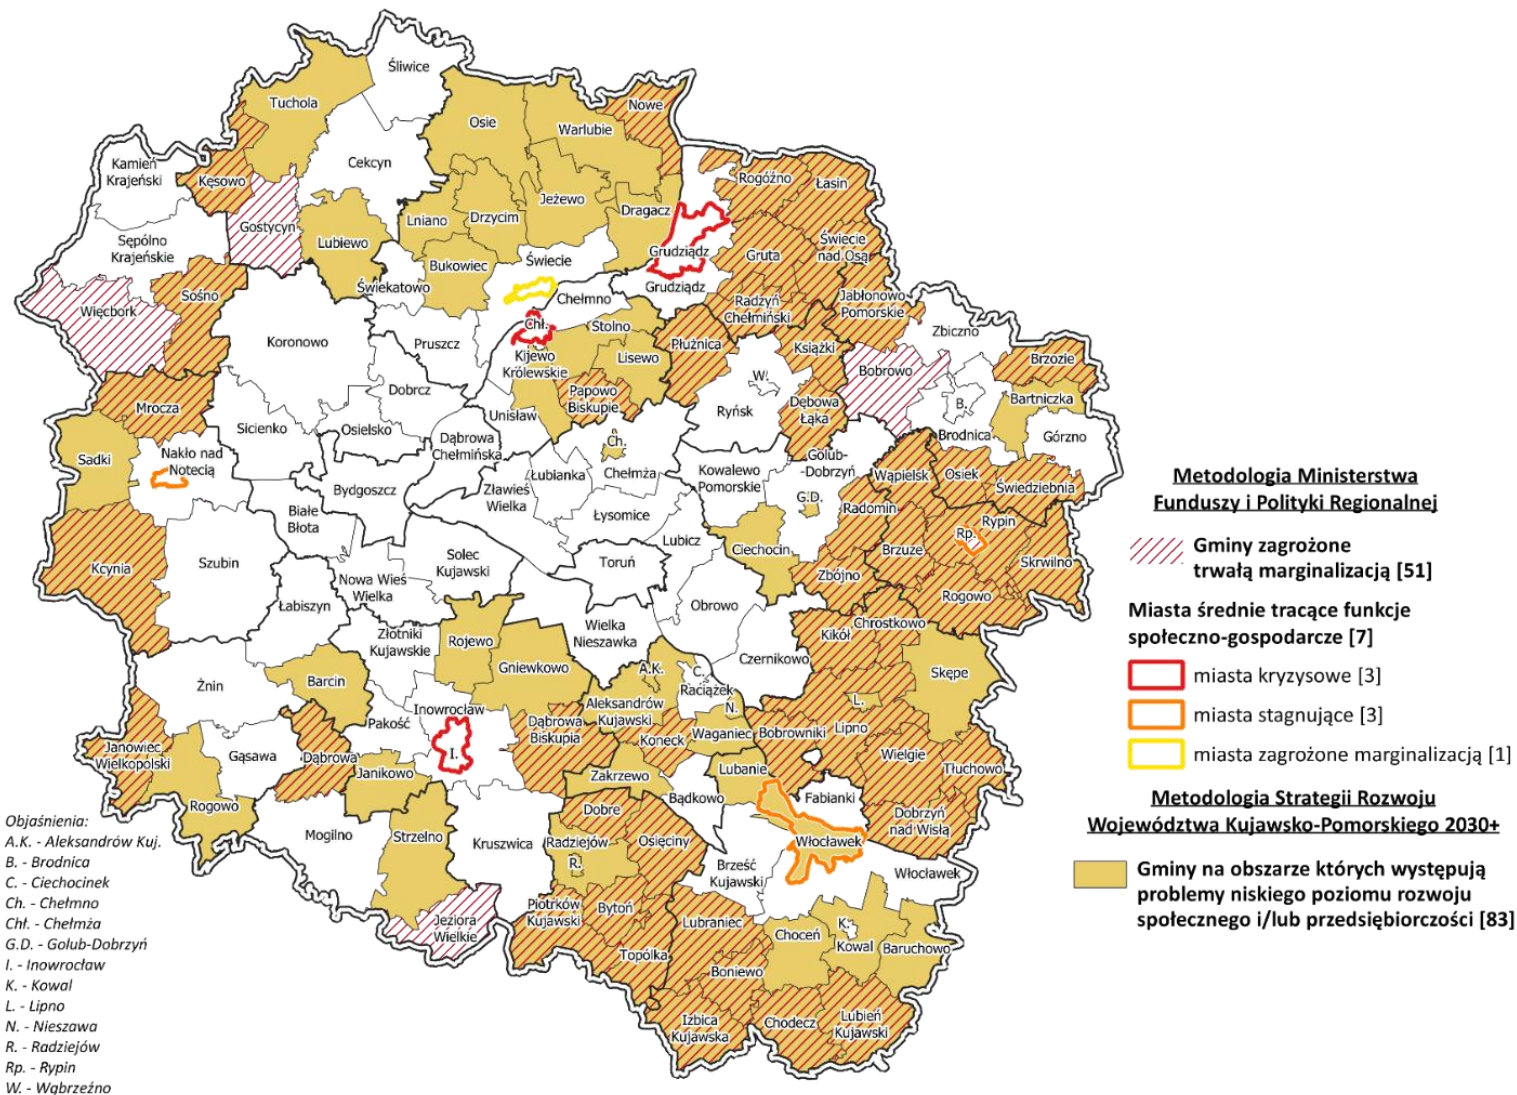 Śliwice
Tuchola
Nowe
Osie
Warlubie
Cekcyn
Kamień
Krajeński
Kęsowo
Rogóźno
Łasin
Jeżewo
Dragacz
Lniano
Drzycim
Gostycyn
Lubiewo
Sępólno
Krajeńskie
Świecie
nad Osą
Grudziądz
Gruta
Bukowiec
Świecie
Świekatowo
Grudziądz
Sośno
Więcbork
Chełmno
Radzyń
Chełmiński
Jabłonowo
Pomorskie
Zbiczno
Chł.
Stolno
Koronowo
Pruszcz
Płużnica
Książki
Kijewo
Królewskie
Lisewo
Brzozie
Bobrowo
W.
Dobrcz
Papowo
Biskupie
Bartniczka
B.
Mrocza
Unisław
Ryńsk
Dębowa
Łąka
Sicienko
Osielsko
Dąbrowa
Chełmińska
Ch.
Brodnica
Górzno
Sadki
Nakło nad
Notecią
Golub-
-Dobrzyń
Łubianka
Chełmża
Kowalewo
Pomorskie
Wąpielsk
Osiek
Świedziebnia
Bydgoszcz
Zławieś
Wielka
G.D.
Radomin
Białe
Błota
Łysomice
Rypin
Rp.
Lubicz
Ciechocin
Brzuze
Skrwilno
Kcynia
Szubin
Solec
Kujawski
Toruń
Nowa Wieś
Wielka
Zbójno
Rogowo
Łabiszyn
Obrowo
Złotniki
Kujawskie
Rojewo
Wielka
Nieszawka
Kikół
Chrostkowo
Gniewkowo
Czernikowo
Skępe
A.K.
C.
Raciążek
Żnin
Barcin
N.
L.
Aleksandrów
Kujawski
Inowrocław
Pakość
Dąbrowa
Biskupia
Koneck
Waganiec
Bobrowniki
Lipno
Janowiec
Wielkopolski
Gąsawa
Dąbrowa
I.
Wielgie
Tłuchowo
Janikowo
Zakrzewo
Lubanie
Bądkowo
Fabianki
Rogowo
Dobre
Dobrzyń
nad Wisłą
Mogilno
Strzelno
Kruszwica
Radziejów
Osięciny
Włocławek
R.
Brześć
Kujawski
Włocławek
Piotrków
Kujawski
Bytoń
Jeziora
Wielkie
Lubraniec
K.
Choceń
Kowal
Baruchowo
Topólka
Boniewo
Izbica
Kujawska
Chodecz
Lubień
Kujawski
Objaśnienia:
A.K. - Aleksandrów Kuj.
B. - Brodnica
C. - Ciechocinek
Ch. - Chełmno
Chł. - Chełmża
G.D. - Golub-Dobrzyń
I. - Inowrocław
K. - Kowal
L. - Lipno
N. - Nieszawa
R. - Radziejów
Rp. - Rypin
W. - Wąbrzeźno
Metodologia Ministerstwa
Funduszy i Polityki Regionalnej
Gminy zagrożone
trwałą marginalizacją [51]
Miasta średnie tracące funkcje
społeczno-gospodarcze [7]
miasta kryzysowe [3]
miasta stagnujące [3]
miasta zagrożone marginalizacją [1]
Metodologia Strategii Rozwoju
Województwa Kujawsko-Pomorskiego 2030+
Gminy na obszarze których występują
problemy niskiego poziomu rozwoju
społecznego i/lub przedsiębiorczości [83]